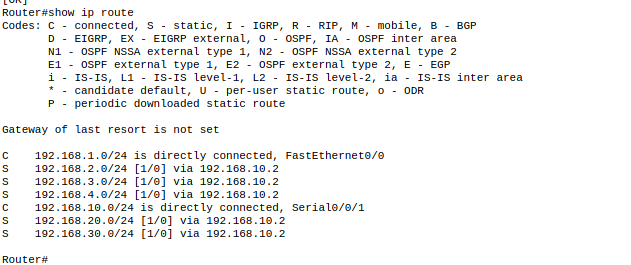 [OK]
Router#show ip route
Codes: C - connected, S - static, I - IGRP, R - RIP, M - mobile, B - BGP
       D - EIGRP, EX - EIGRP external, O - OSPF, IA - OSPF inter area
       N1 - OSPF NSSA external type 1, N2 - OSPF NSSA external type 2
       E1 - OSPF external type 1, E2 - OSPF external type 2, E - EGP
       i - IS-IS, L1 - IS-IS level-1, L2 - IS-IS level-2, ia - IS-IS inter area
       * - candidate default, U - per-user static route, o - ODR
       P - periodic downloaded static route
Gateway of last resort is not set
C    192.168.1.0/24 is directly connected, FastEthernet0/0
S    192.168.2.0/24 [1/0] via 192.168.10.2
S    192.168.3.0/24 [1/0] via 192.168.10.2
S    192.168.4.0/24 [1/0] via 192.168.10.2
C    192.168.10.0/24 is directly connected, Serial0/0/1
S    192.168.20.0/24 [1/0] via 192.168.10.2
S    192.168.30.0/24 [1/0] via 192.168.10.2
Router#